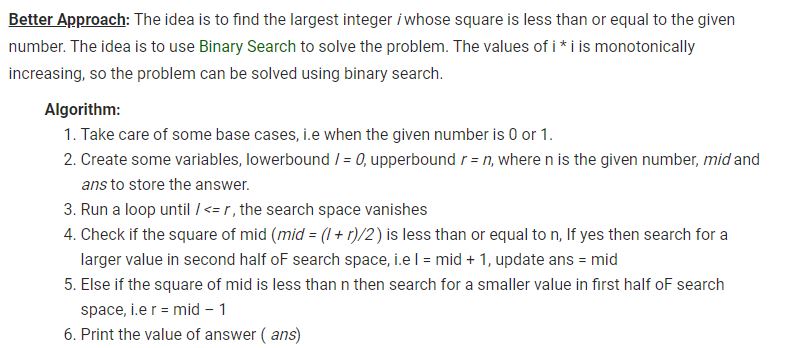 Better Approach: The idea is to find the largest integer i whose square is less than or equal to the given
number. The idea is to use Binary Search to solve the problem. The values of i * i is monotonically
increasing, so the problem can be solved using binary search.
Algorithm:
1. Take care of some base cases, i.e when the given number is 0 or 1.
2. Create some variables, lowerbound l = 0, upperbound r = n, where n is the given number, mid and
ans to store the answer.
3. Run a loop until l <= r , the search space vanishes
4. Check if the square of mid (mid = (l + r)/2 ) is less than or equal to n, If yes then search for a
larger value in second half oF search space, i.e l = mid + 1, update ans = mid
5. Else if the square of mid is less than n then search for a smaller value in first half oF search
space, i.e r = mid – 1
6. Print the value of answer ( ans)